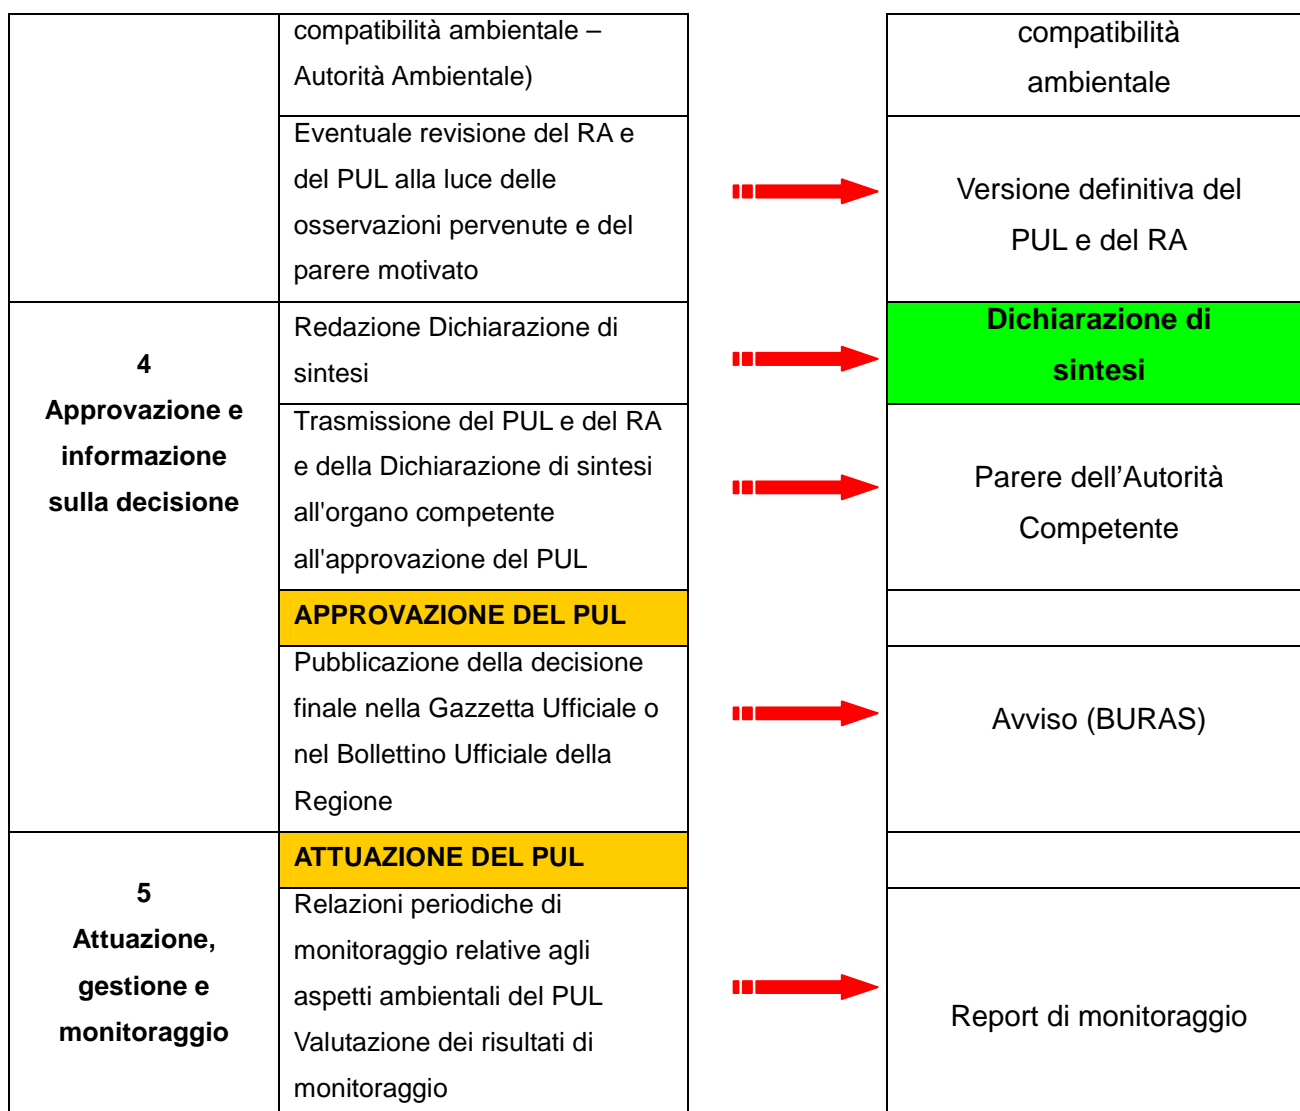 compatibilità ambientale –
Autorità Ambientale)
compatibilità
ambientale
Eventuale revisione del RA e
del PUL alla luce delle
osservazioni pervenute e del
parere motivato
Versione definitiva del
PUL e del RA
4
Approvazione e
informazione
sulla decisione
Redazione Dichiarazione di
sintesi
Dichiarazione di
sintesi
Trasmissione del PUL e del RA
e della Dichiarazione di sintesi
all'organo competente
all'approvazione del PUL
Parere dell’Autorità
Competente
APPROVAZIONE DEL PUL
Pubblicazione della decisione
finale nella Gazzetta Ufficiale o
nel Bollettino Ufficiale della
Regione
Avviso (BURAS)
5
Attuazione,
gestione e
monitoraggio
ATTUAZIONE DEL PUL
Relazioni periodiche di
monitoraggio relative agli
aspetti ambientali del PUL
Valutazione dei risultati di
monitoraggio
Report di monitoraggio